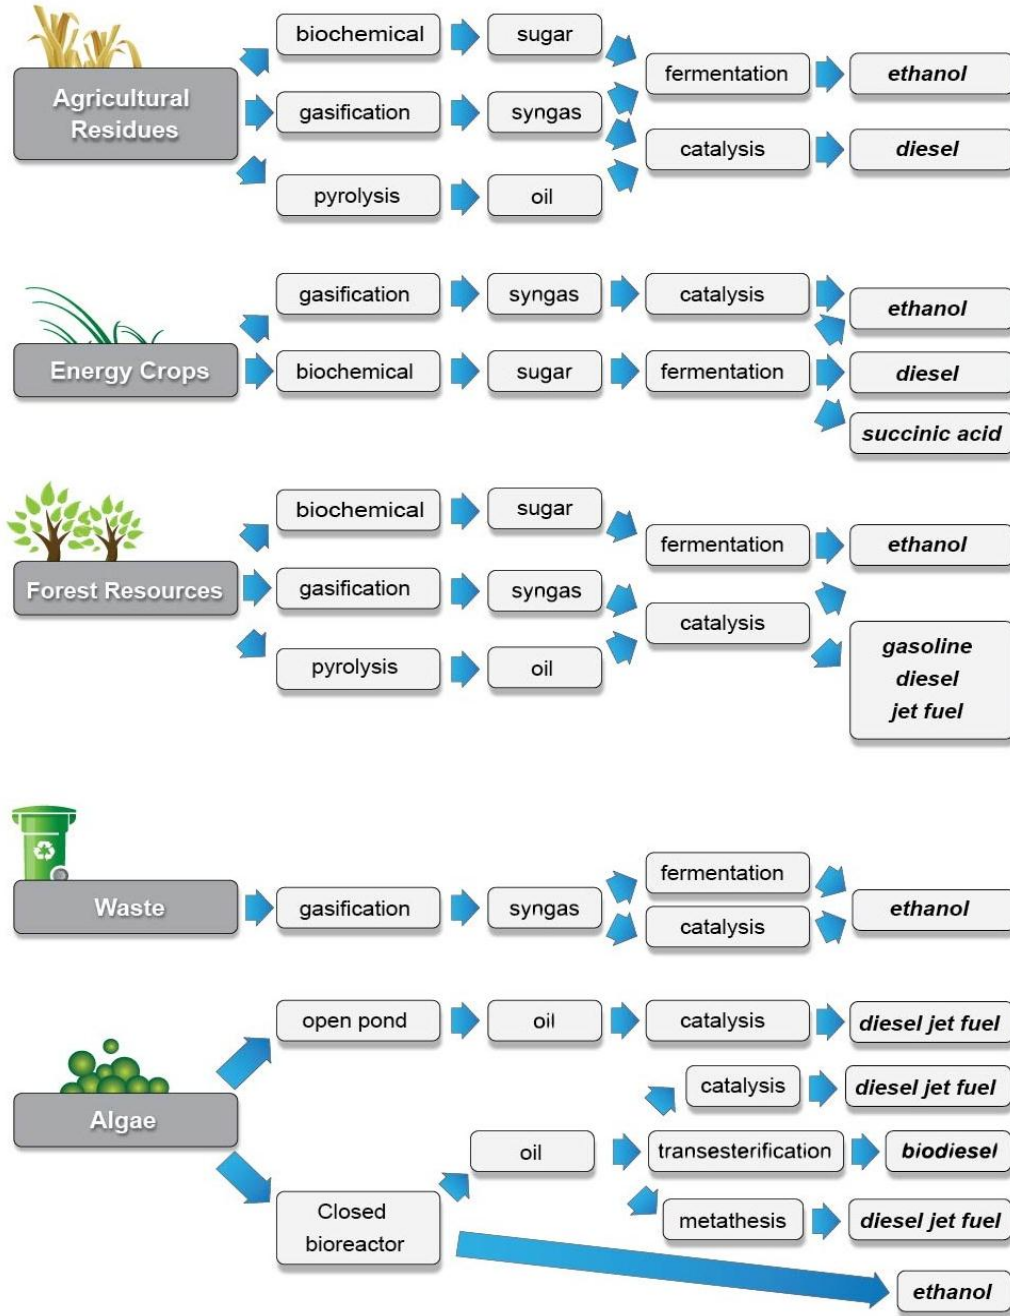 biochemical
sugar
fermentation
ethanol
Agricultural
Residues
gasification
syngas
catalysis
diesel
pyrolysis
oil
gasification
syngas
catalysis
ethanol
Energy Crops
biochemical
sugar
fermentation
diesel
succinic acid
biochemical
sugar
fermentation
ethanol
Forest Resources
gasification
syngas
catalysis
gasoline
diesel
jet fuel
pyrolysis
oil
Waste
gasification
syngas
fermentation
catalysis
ethanol
open pond
oil
catalysis
diesel jet fuel
Algae
catalysis
diesel jet fuel
oil
transesterification
biodiesel
Closed
bioreactor
metathesis
diesel jet fuel
ethanol